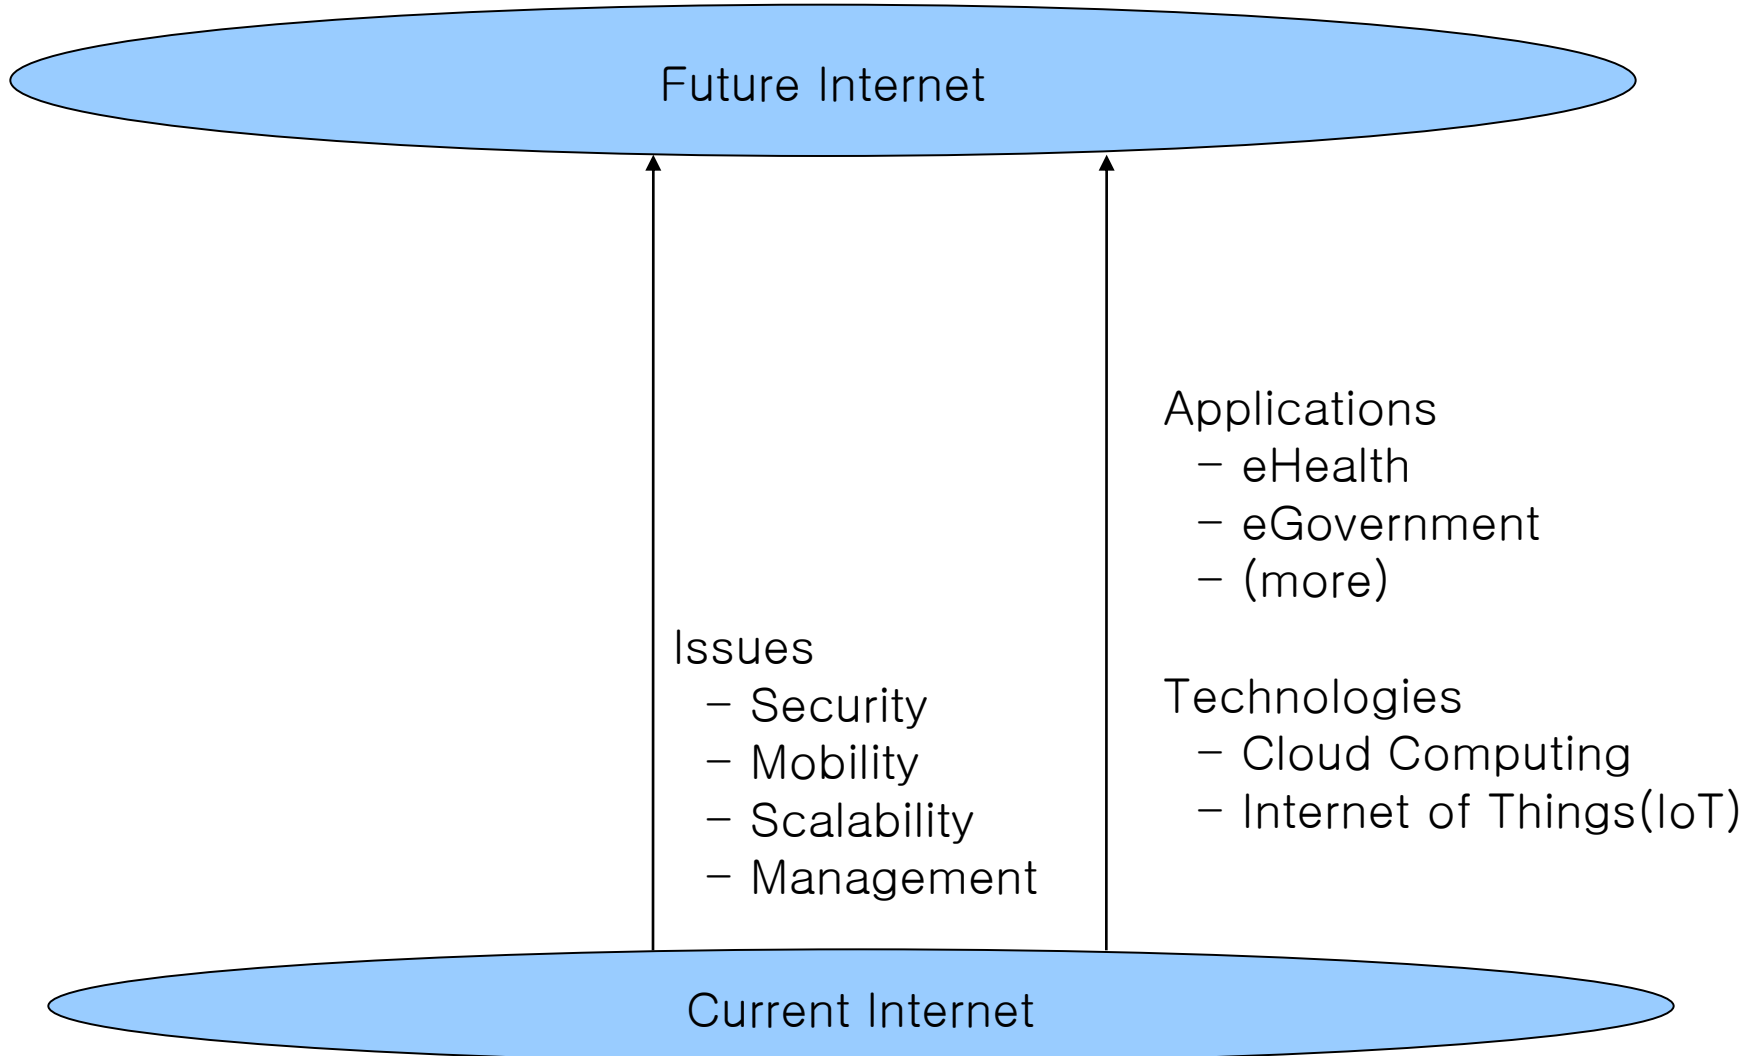 Future Internet
Applications
- eHealth
- eGovernment
- (more)
Issues
- Security
- Mobility
- Scalability
- Management
Technologies
- Cloud Computing
- Internet of Things(IoT)
Current Internet